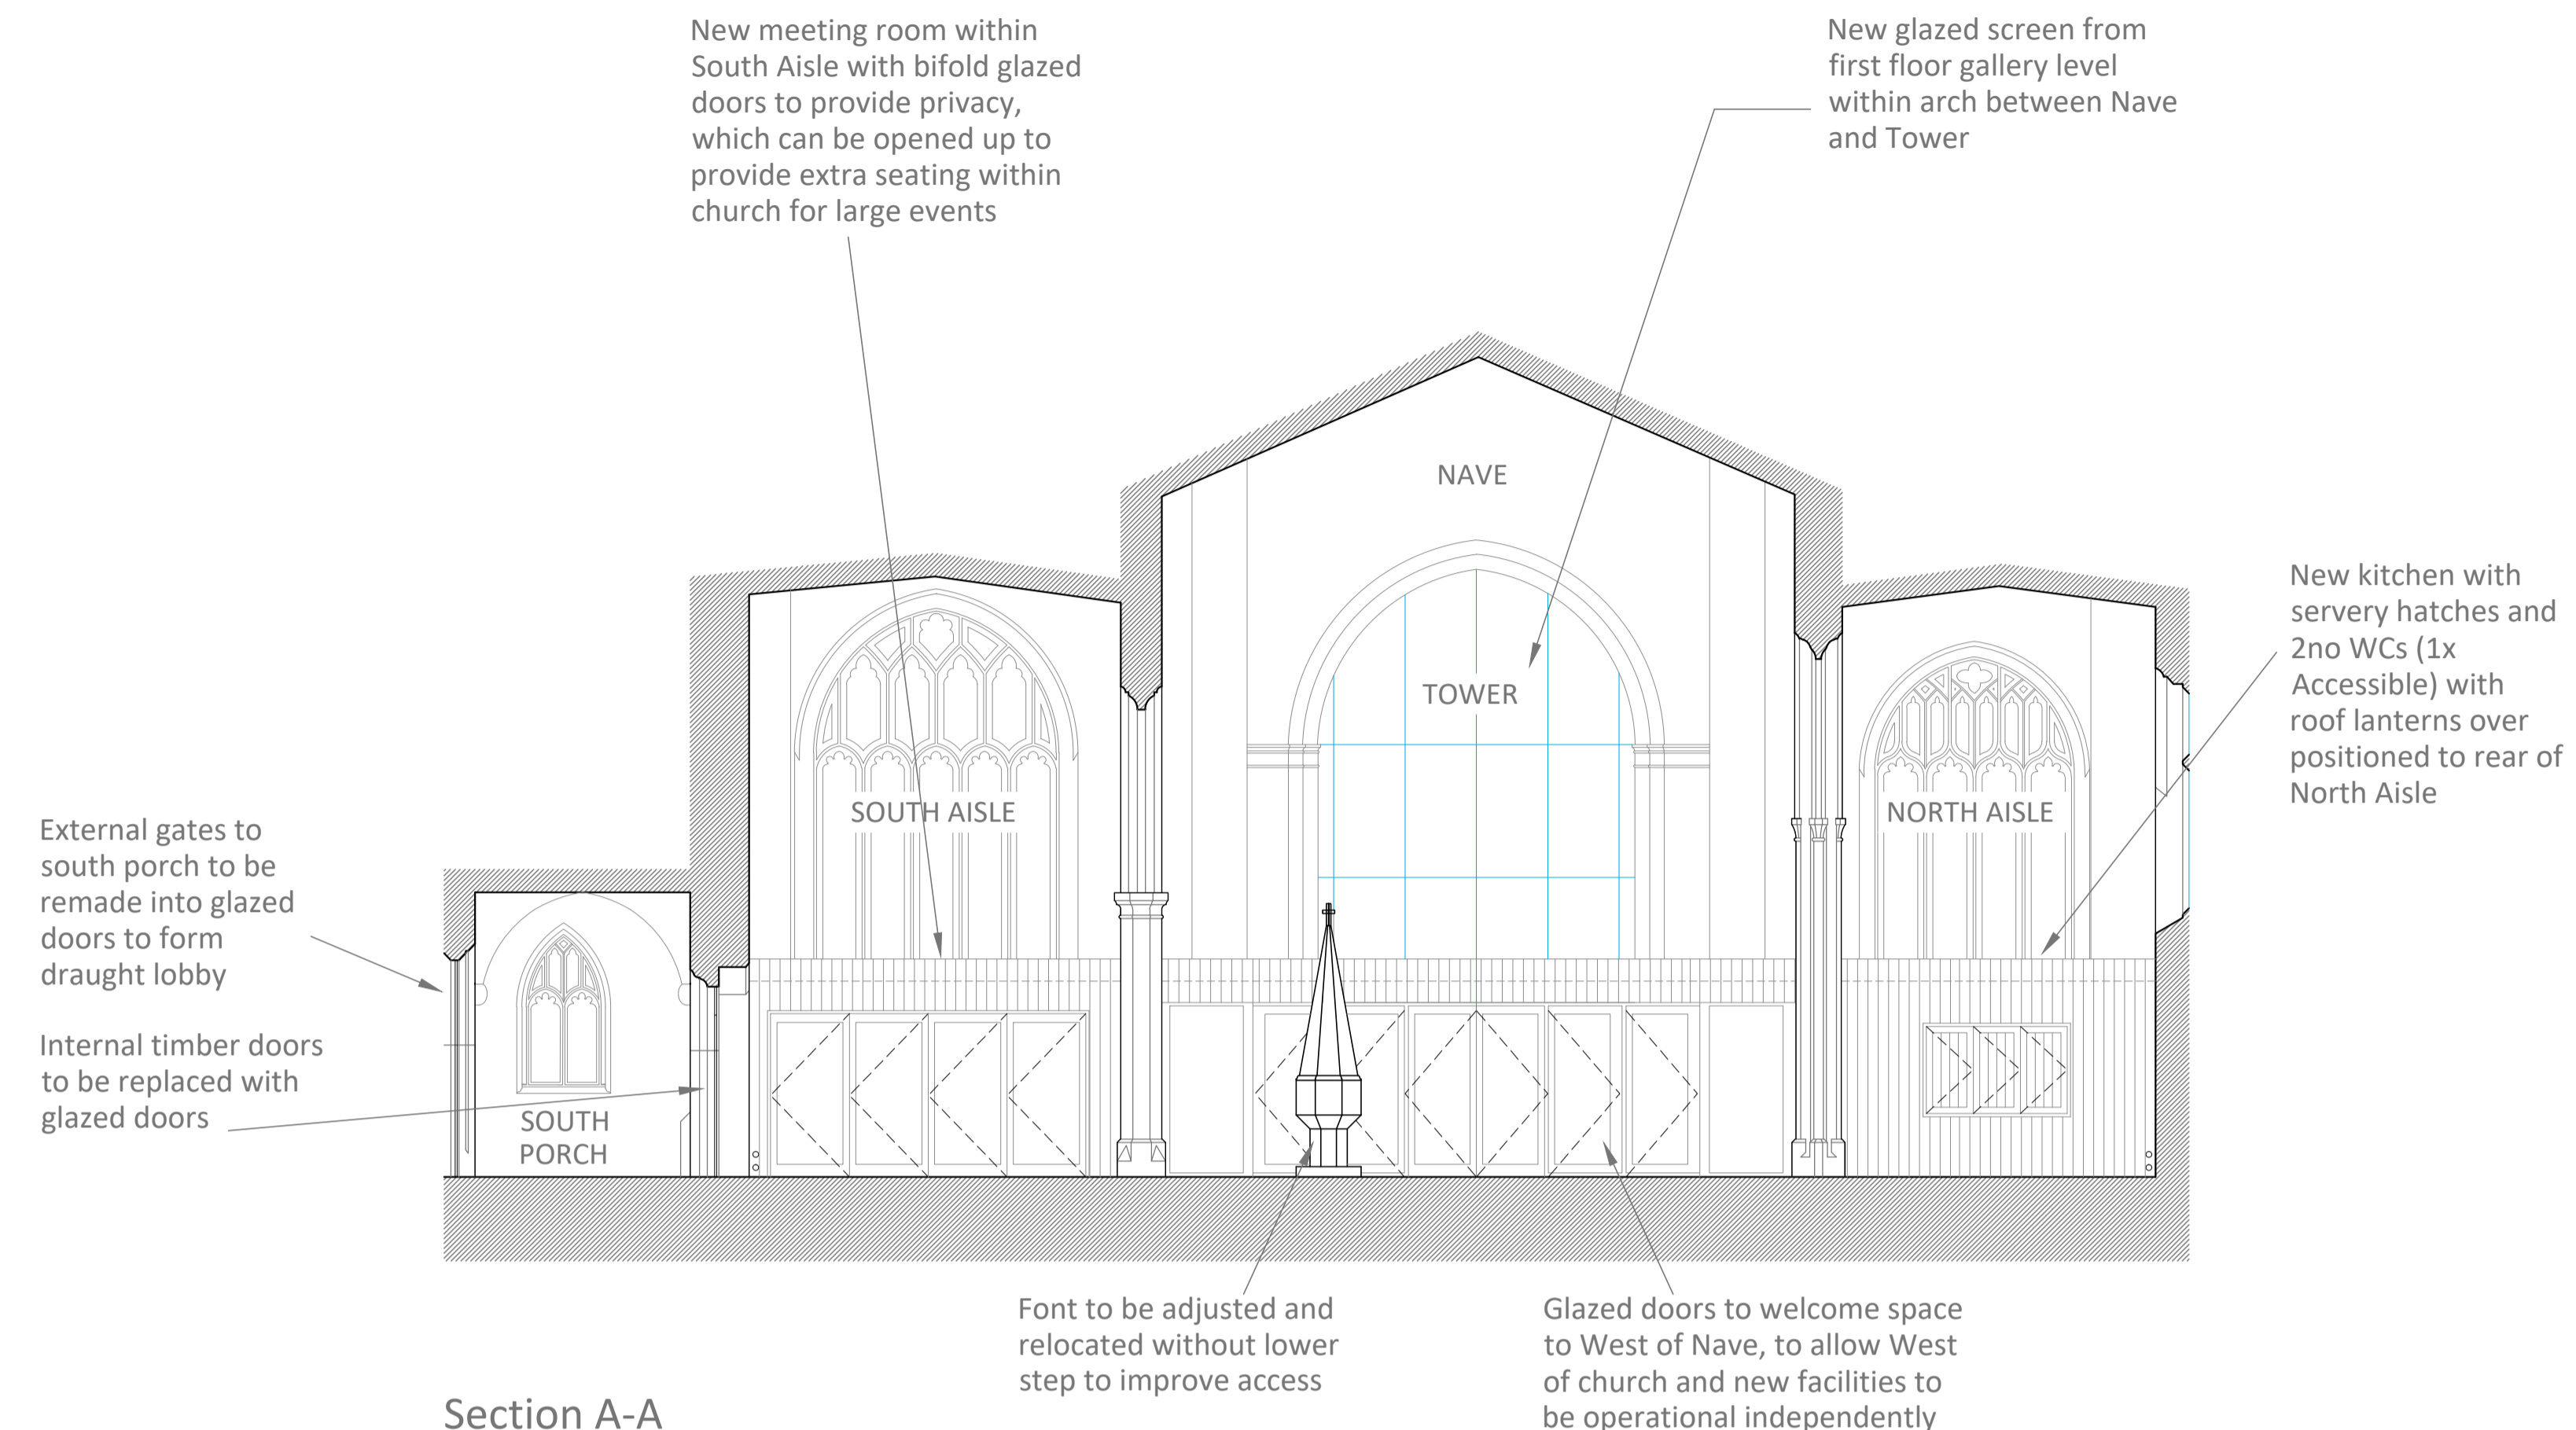 New meeting room within
South Aisle with bifold glazed
doors to provide privacy,
which can be opened up to
provide extra seating within
church for large events
New glazed screen from
first floor gallery level
within arch between Nave
and Tower
NAVE
TOWER
SOUTH AISLE
NORTH AISLE
New kitchen with
servery hatches and
2no WCs (1x
Accessible) with
roof lanterns over
positioned to rear of
North Aisle
External gates to
south porch to be
remade into glazed
doors to form
draught lobby
Internal timber doors
to be replaced with
glazed doors
SOUTH
PORCH
Font to be adjusted and
relocated without lower
step to improve access
Glazed doors to welcome space
to West of Nave, to allow West
of church and new facilities to
be operational independently
Section A-A